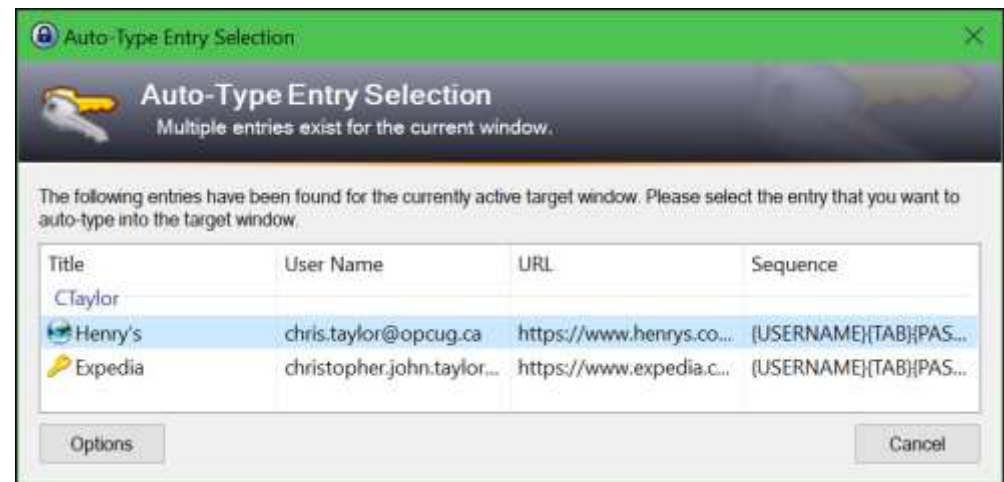 Auto-Type Entry Selection
Auto-Type Entry Selection
Multiple entries exist for the current window.
The following entries have been found for the currently active target window. Please select the entry that you want to
auto-type into the target window.
Title User Name URL Sequence
CTaylor
Henry's chris.taylor@opcug.ca https://www.henrys.co... {USERNAME}{TAB}{PAS...
Expedia christopher.john.taylor... https://www.expedia.c... {USERNAME}{TAB}{PAS...
Options Cancel